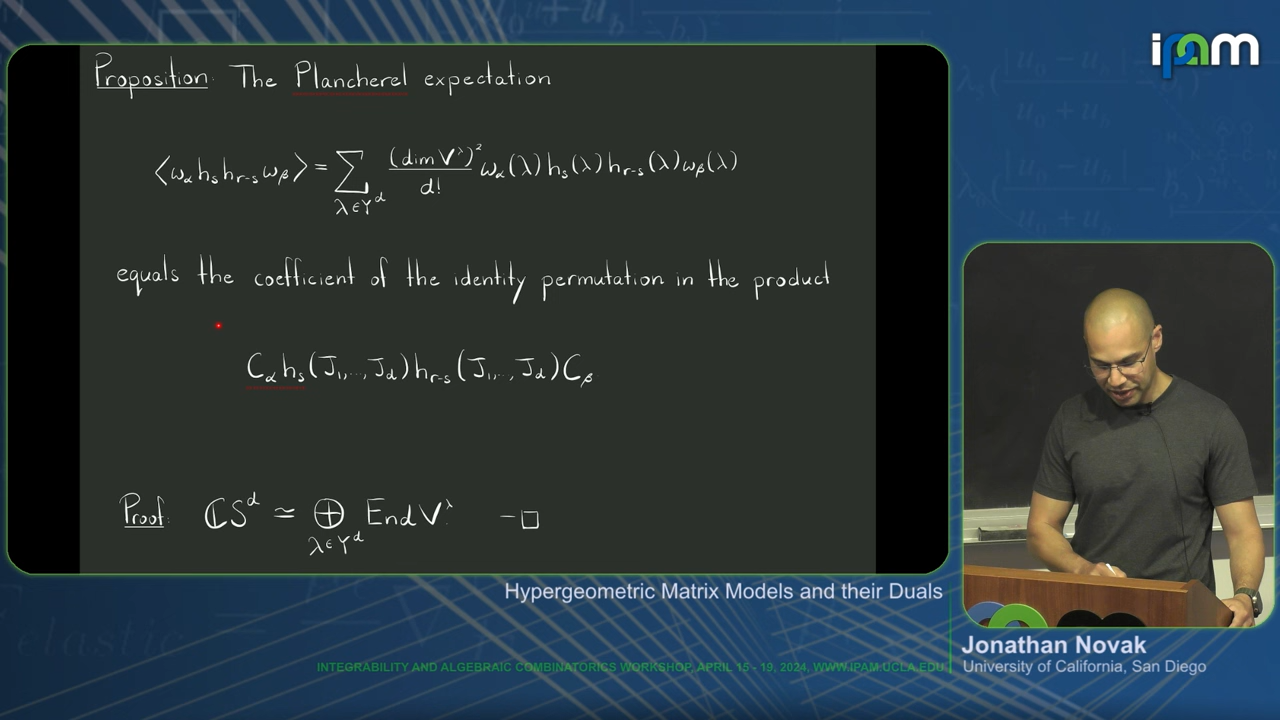 Proposition: The Plancherel expectation
⟨ω_α h_s h_{r-s} ω_β⟩ = ∑_{λ∈Y^d} (dim V^λ)^2 / d! ω_α(λ) h_s(λ) h_{r-s}(λ) ω_β(λ)
equals the coefficient of the identity permutation in the product
C_α h_s(J_1,...,J_d) h_{r-s}(J_1,...,J_d) C_β
Proof: ℂS^d ≃ ⊕_{λ∈Y^d} End V^λ -□
ipam
Hypergeometric Matrix Models and their Duals
Jonathan Novak
University of California, San Diego
INTEGRABILITY AND ALGEBRAIC COMBINATORICS WORKSHOP, APRIL 15 - 19, 2024, WWW.IPAM.UCLA.EDU